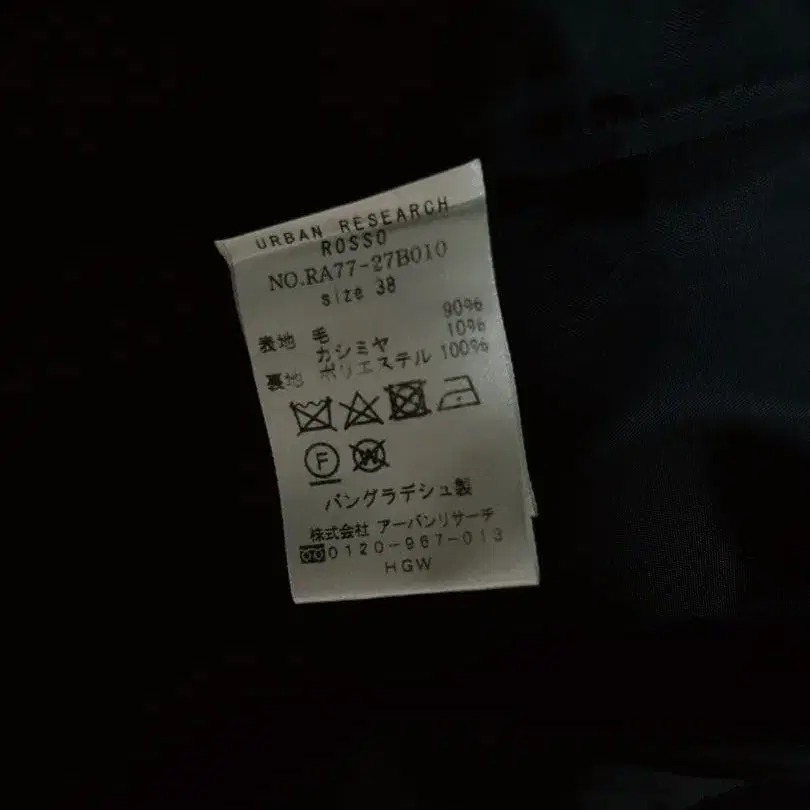 URBAN RESEARCH
ROSSO
NO.RA77-27B010
size 38
表地 毛 90%
カシミヤ 10%
裏地 ポリエステル 100%
F W
バングラデシュ製
株式会社 アーバンリサーチ
0120-967-013
HGW